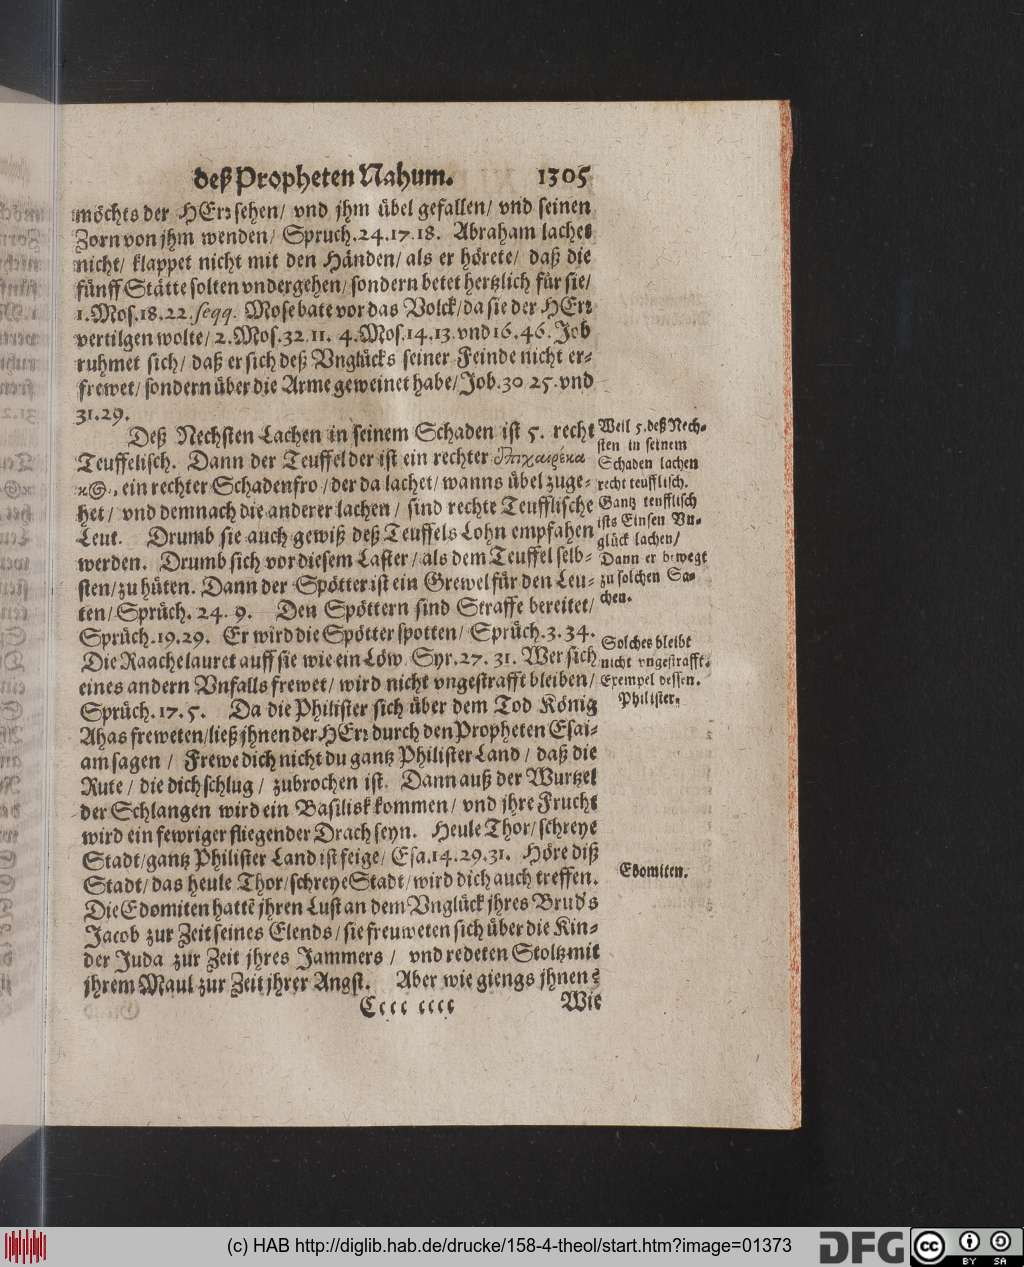 deß Propheten Nahum. 1305
möchts der HErr sehen/ vnd jhm übel gefallen/ vnd seinen
Zorn von jhm wenden/ Spruch.24.17.18. Abraham lachet
nicht/ klappet nicht mit den Händen/ als er hörete/ daß die
fünff Stätte solten vndergehen/ sondern betet hertzlich für sie/
1.Mos.18.22.seqq. Mose bate vor das Volck/ da sie der HErr
vertilgen wolte/ 2.Mos.32.11. 4.Mos.14.13.vnd 16.46. Job
ruhmet sich/ daß er sich deß Vnglücks seiner Feinde nicht er-
frewet/ sondern über die Arme geweinet habe/ Job.30 25.vnd
31.29.
Deß Nechsten Lachen in seinem Schaden ist 5. recht
Teuffelisch. Dann der Teuffel der ist ein rechter
ein rechter Schadenfro/ der da lachet/ wanns übel zuge-
het/ vnd demnach die anderer lachen/ sind rechte Teufflische
Leut. Drumb sie auch gewiß deß Teuffels Lohn empfahen
werden. Drumb sich vor diesem Laster/ als dem Teuffel selb-
sten/ zu hüten. Dann der Spötter ist ein Grewel für den Leu-
ten/ Sprüch. 24. 9. Den Spöttern sind Straffe bereitet/
Sprüch.19.29. Er wird die Spötter spotten/ Sprüch.3.34.
Die Raache lauret auff sie wie ein Löw. Syr.27.31. Wer sich
eines andern Vnfalls frewet/ wird nicht vngestrafft bleiben/
Sprüch.17.5. Da die Philister sich über dem Tod König
Ahas freweten/ ließ jhnen der HErr durch den Propheten Esai-
am sagen/ Frewe dich nicht du gantz Philister Land/ daß die
Rute/ die dich schlug/ zubrochen ist. Dann auß der Wurtzel
der Schlangen wird ein Basilisk kommen/ vnd jhre Frucht
wird ein fewriger fliegender Drach seyn. Heule Thor/ schreye
Stadt/ gantz Philister Land ist feige/ Esa.14.29.31. Höre diß
Stadt/ das heule Thor/ schreye Stadt/ wird dich auch treffen.
Die Edomiten hattẽ jhren Lust an dem Vnglück jhres Bruds
Jacob zur Zeit seines Elends/ sie freuweten sich über die Kin-
der Juda zur Zeit jhres Jammers/ vnd redeten Stoltz mit
jhrem Maul zur Zeit jhrer Angst. Aber wie giengs jhnen?
Cccc cccc Wie
Weil 5. deß Nech-
sten in seinem
Schaden lachen
recht teufflisch.
Gantz teufflisch
ists Einsen Vn-
glück lachen/
Dann er bewegt
zu solchen Sa-
chen.
Solches bleibt
nicht vngestrafft.
Exempel dessen.
Philister.
Edomiten.
(c) HAB http://diglib.hab.de/drucke/158-4-theol/start.htm?image=01373
DFG
cc BY SA